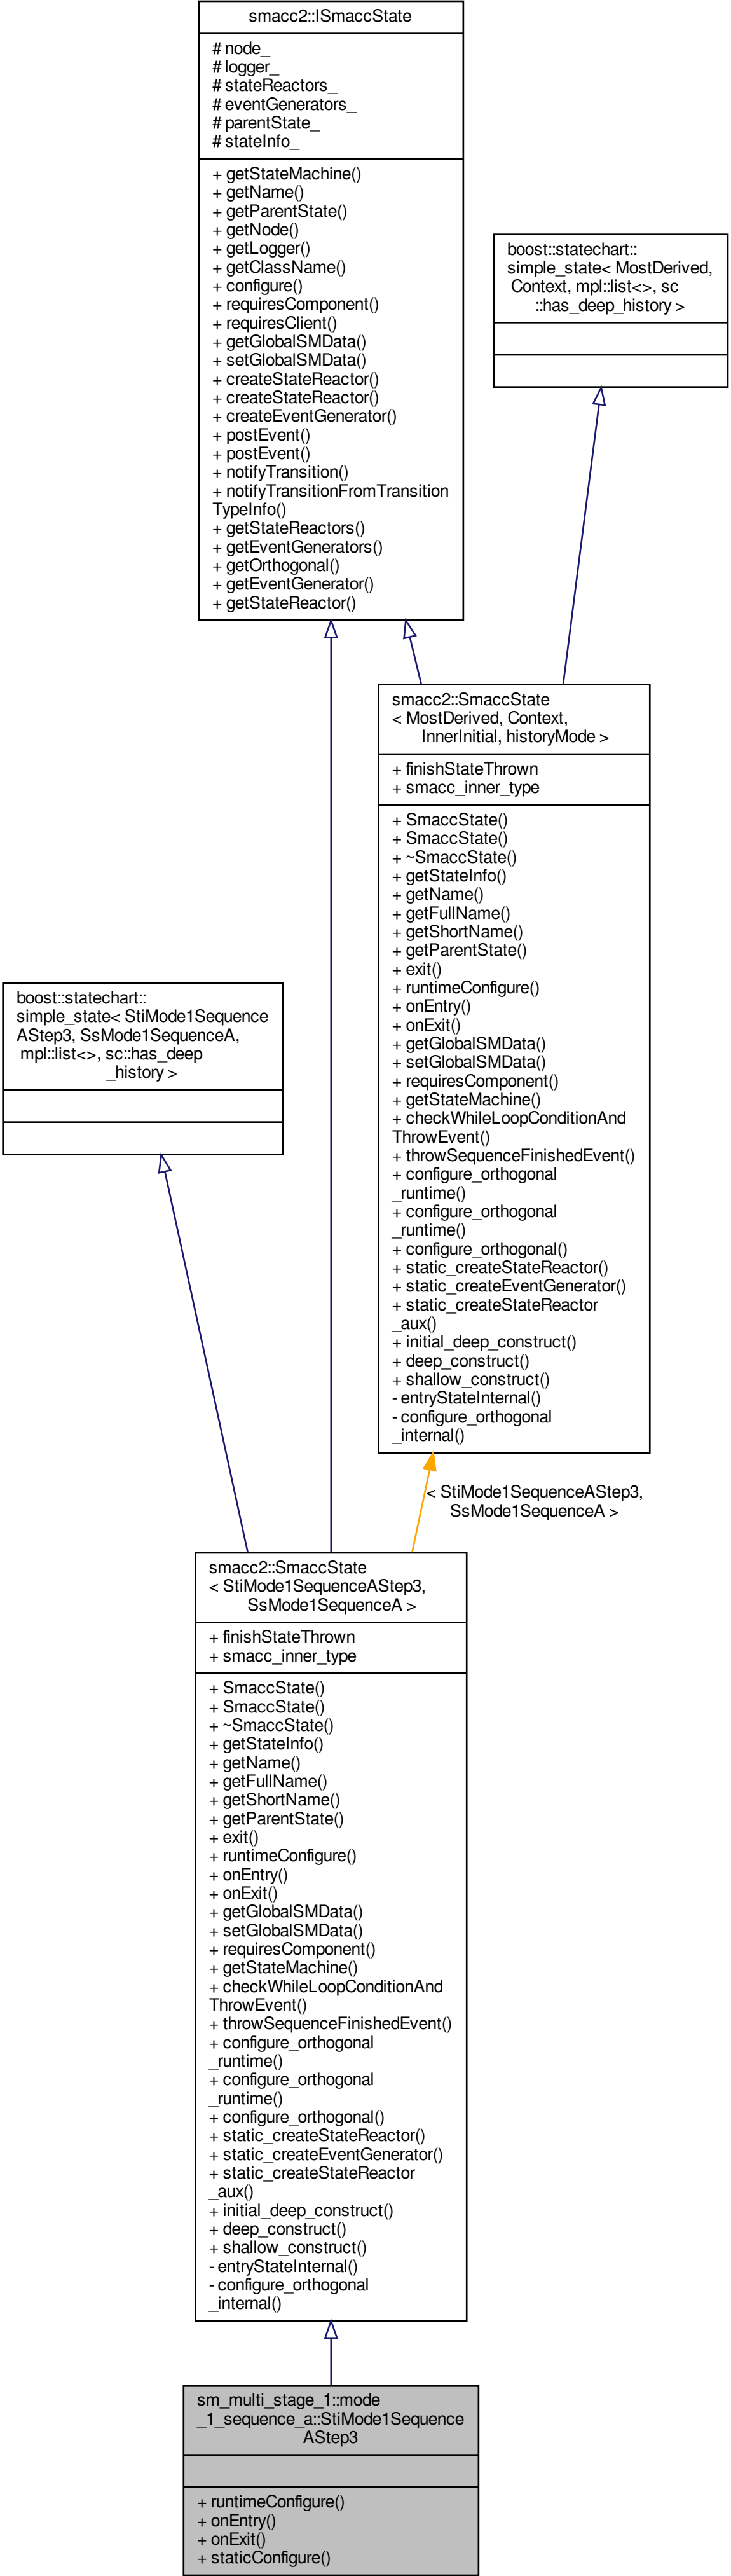 smacc2::ISmaccState
# node_
# logger_
# stateReactors_
# eventGenerators_
# parentState_
# stateInfo_
+ getStateMachine()
+ getName()
+ getParentState()
+ getNode()
+ getLogger()
+ getClassName()
+ configure()
+ requiresComponent()
+ requiresClient()
+ getGlobalSMData()
+ setGlobalSMData()
+ createStateReactor()
+ createStateReactor()
+ createEventGenerator()
+ postEvent()
+ postEvent()
+ notifyTransition()
+ notifyTransitionFromTransition
TypeInfo()
+ getStateReactors()
+ getEventGenerators()
+ getOrthogonal()
+ getEventGenerator()
+ getStateReactor()
boost::statechart::
simple_state< MostDerived,
Context, mpl::list<>, sc
::has_deep_history >
smacc2::SmaccState
< MostDerived, Context,
InnerInitial, historyMode >
+ finishStateThrown
+ smacc_inner_type
+ SmaccState()
+ SmaccState()
+ ~SmaccState()
+ getStateInfo()
+ getName()
+ getFullName()
+ getShortName()
+ getParentState()
+ exit()
+ runtimeConfigure()
+ onEntry()
+ onExit()
+ getGlobalSMData()
+ setGlobalSMData()
+ requiresComponent()
+ getStateMachine()
+ checkWhileLoopConditionAnd
ThrowEvent()
+ throwSequenceFinishedEvent()
+ configure_orthogonal
_runtime()
+ configure_orthogonal
_runtime()
+ configure_orthogonal()
+ static_createStateReactor()
+ static_createEventGenerator()
+ static_createStateReactor
_aux()
+ initial_deep_construct()
+ deep_construct()
+ shallow_construct()
- entryStateInternal()
- configure_orthogonal
_internal()
boost::statechart::
simple_state< StiMode1Sequence
AStep3, SsMode1SequenceA,
mpl::list<>, sc::has_deep
_history >
< StiMode1SequenceAStep3,
SsMode1SequenceA >
smacc2::SmaccState
< StiMode1SequenceAStep3,
SsMode1SequenceA >
+ finishStateThrown
+ smacc_inner_type
+ SmaccState()
+ SmaccState()
+ ~SmaccState()
+ getStateInfo()
+ getName()
+ getFullName()
+ getShortName()
+ getParentState()
+ exit()
+ runtimeConfigure()
+ onEntry()
+ onExit()
+ getGlobalSMData()
+ setGlobalSMData()
+ requiresComponent()
+ getStateMachine()
+ checkWhileLoopConditionAnd
ThrowEvent()
+ throwSequenceFinishedEvent()
+ configure_orthogonal
_runtime()
+ configure_orthogonal
_runtime()
+ configure_orthogonal()
+ static_createStateReactor()
+ static_createEventGenerator()
+ static_createStateReactor
_aux()
+ initial_deep_construct()
+ deep_construct()
+ shallow_construct()
- entryStateInternal()
- configure_orthogonal
_internal()
sm_multi_stage_1::mode
_1_sequence_a::StiMode1Sequence
AStep3
+ runtimeConfigure()
+ onEntry()
+ onExit()
+ staticConfigure()